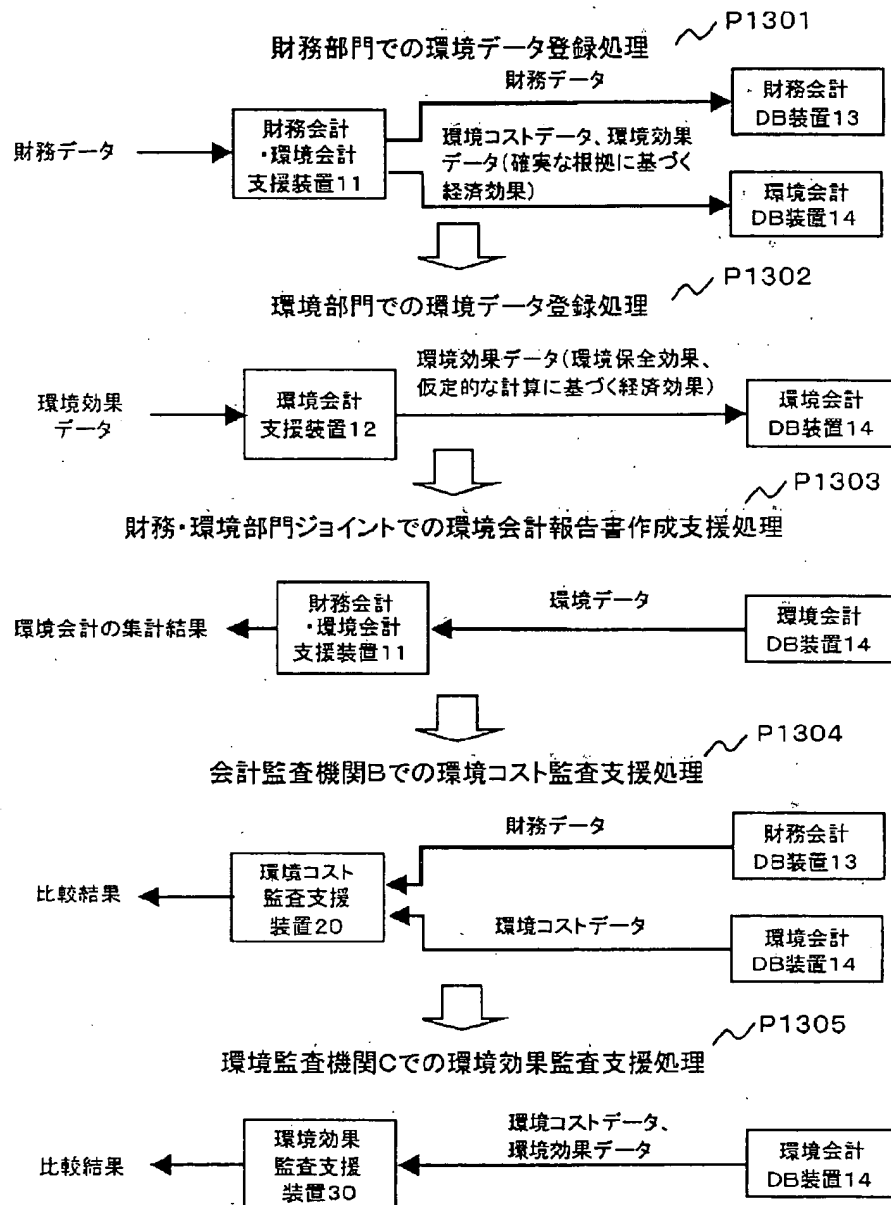 P1301
財務部門での環境データ登録処理
財務データ
財務データ
財務会計
・環境会計
支援装置11
環境コストデータ、環境効果
データ(確実な根拠に基づく
経済効果)
財務会計
DB装置13
環境会計
DB装置14
P1302
環境部門での環境データ登録処理
環境効果
データ
環境会計
支援装置12
環境効果データ(環境保全効果、
仮定的な計算に基づく経済効果)
環境会計
DB装置14
P1303
財務・環境部門ジョイントでの環境会計報告書作成支援処理
環境会計の集計結果
財務会計
・環境会計
支援装置11
環境データ
環境会計
DB装置14
P1304
会計監査機関Bでの環境コスト監査支援処理
比較結果
環境コスト
監査支援
装置20
財務データ
環境コストデータ
財務会計
DB装置13
環境会計
DB装置14
P1305
環境監査機関Cでの環境効果監査支援処理
比較結果
環境効果
監査支援
装置30
環境コストデータ、
環境効果データ
環境会計
DB装置14